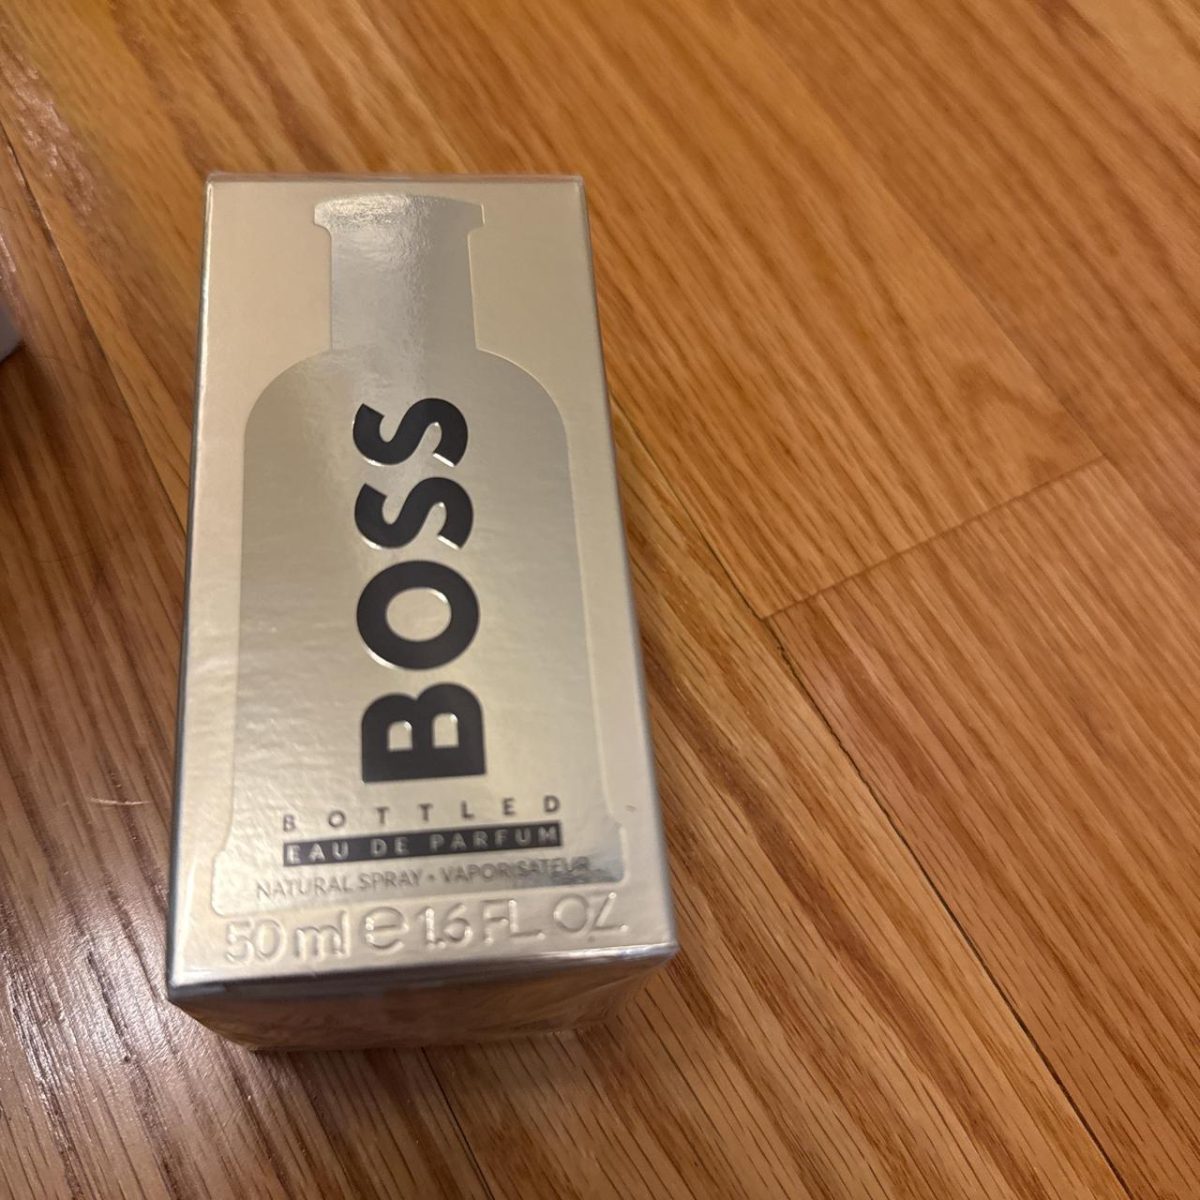 BOSS
BOTTLED
EAU DE PARFUM
NATURAL SPRAY • VAPORISATEUR
50 ml e 1.6 FL. OZ.